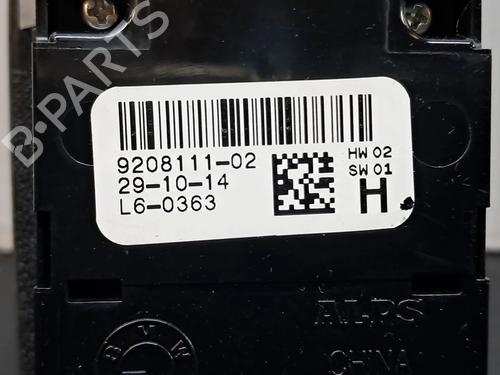 B-PARTS
9208111-02
29-10-14
L6-0363
HW 02
SW 01
H
ALPS
CHINA